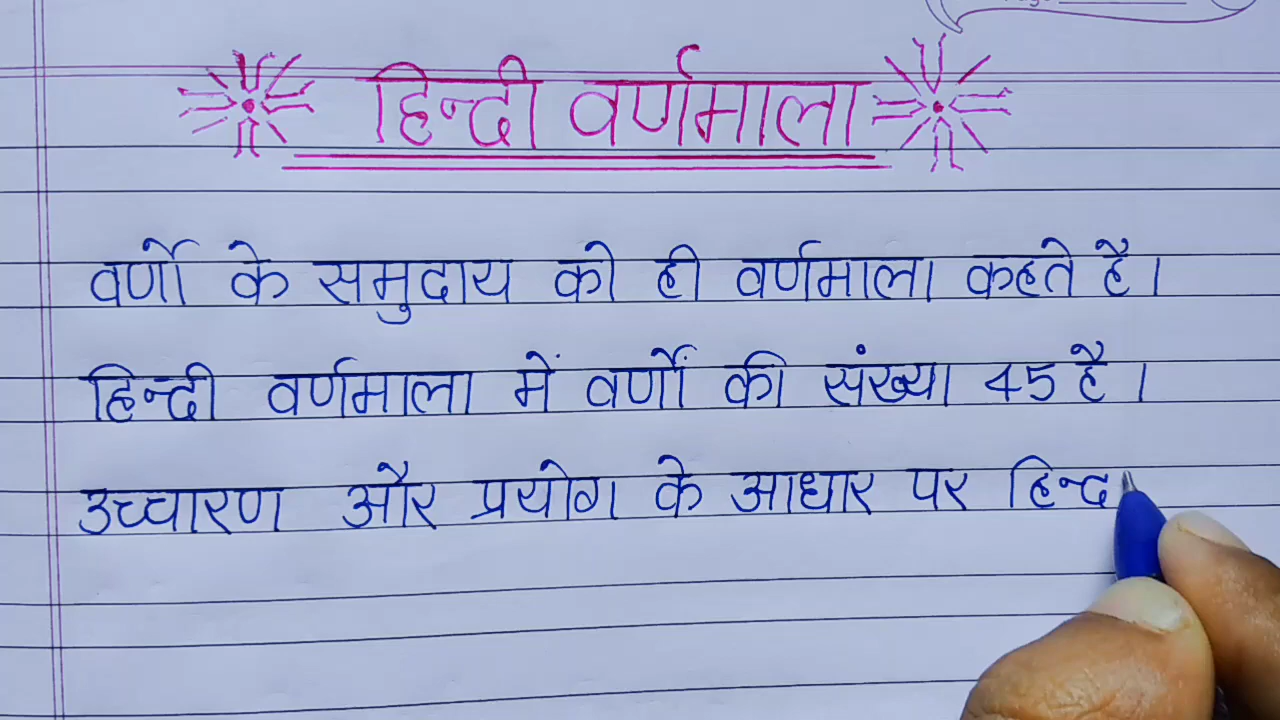 हिन्दी वर्णमाला
वर्णो के समुदाय को ही वर्णमाला कहते है।
हिन्दी वर्णमाला में वर्णों की संख्या 45 है।
उच्चारण और प्रयोग के आधार पर हिन्द